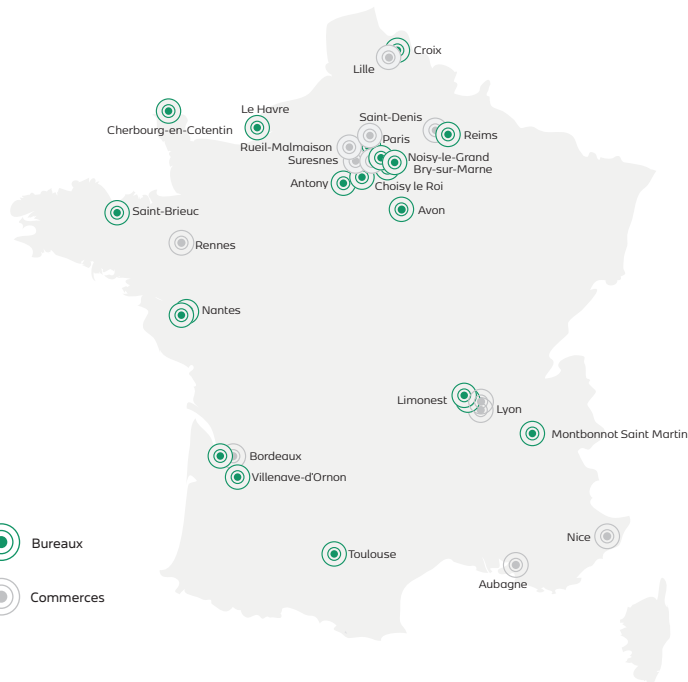 Croix
Lille
Le Havre
Cherbourg-en-Cotentin
Saint-Denis
Paris
Reims
Rueil-Malmaison
Suresnes
Noisy-le-Grand
Bry-sur-Marne
Antony
Choisy le Roi
Saint-Brieuc
Avon
Rennes
Nantes
Limonest
Lyon
Montbonnot Saint Martin
Bordeaux
Villenave-d'Ornon
Bureaux
Toulouse
Nice
Aubagne
Commerces